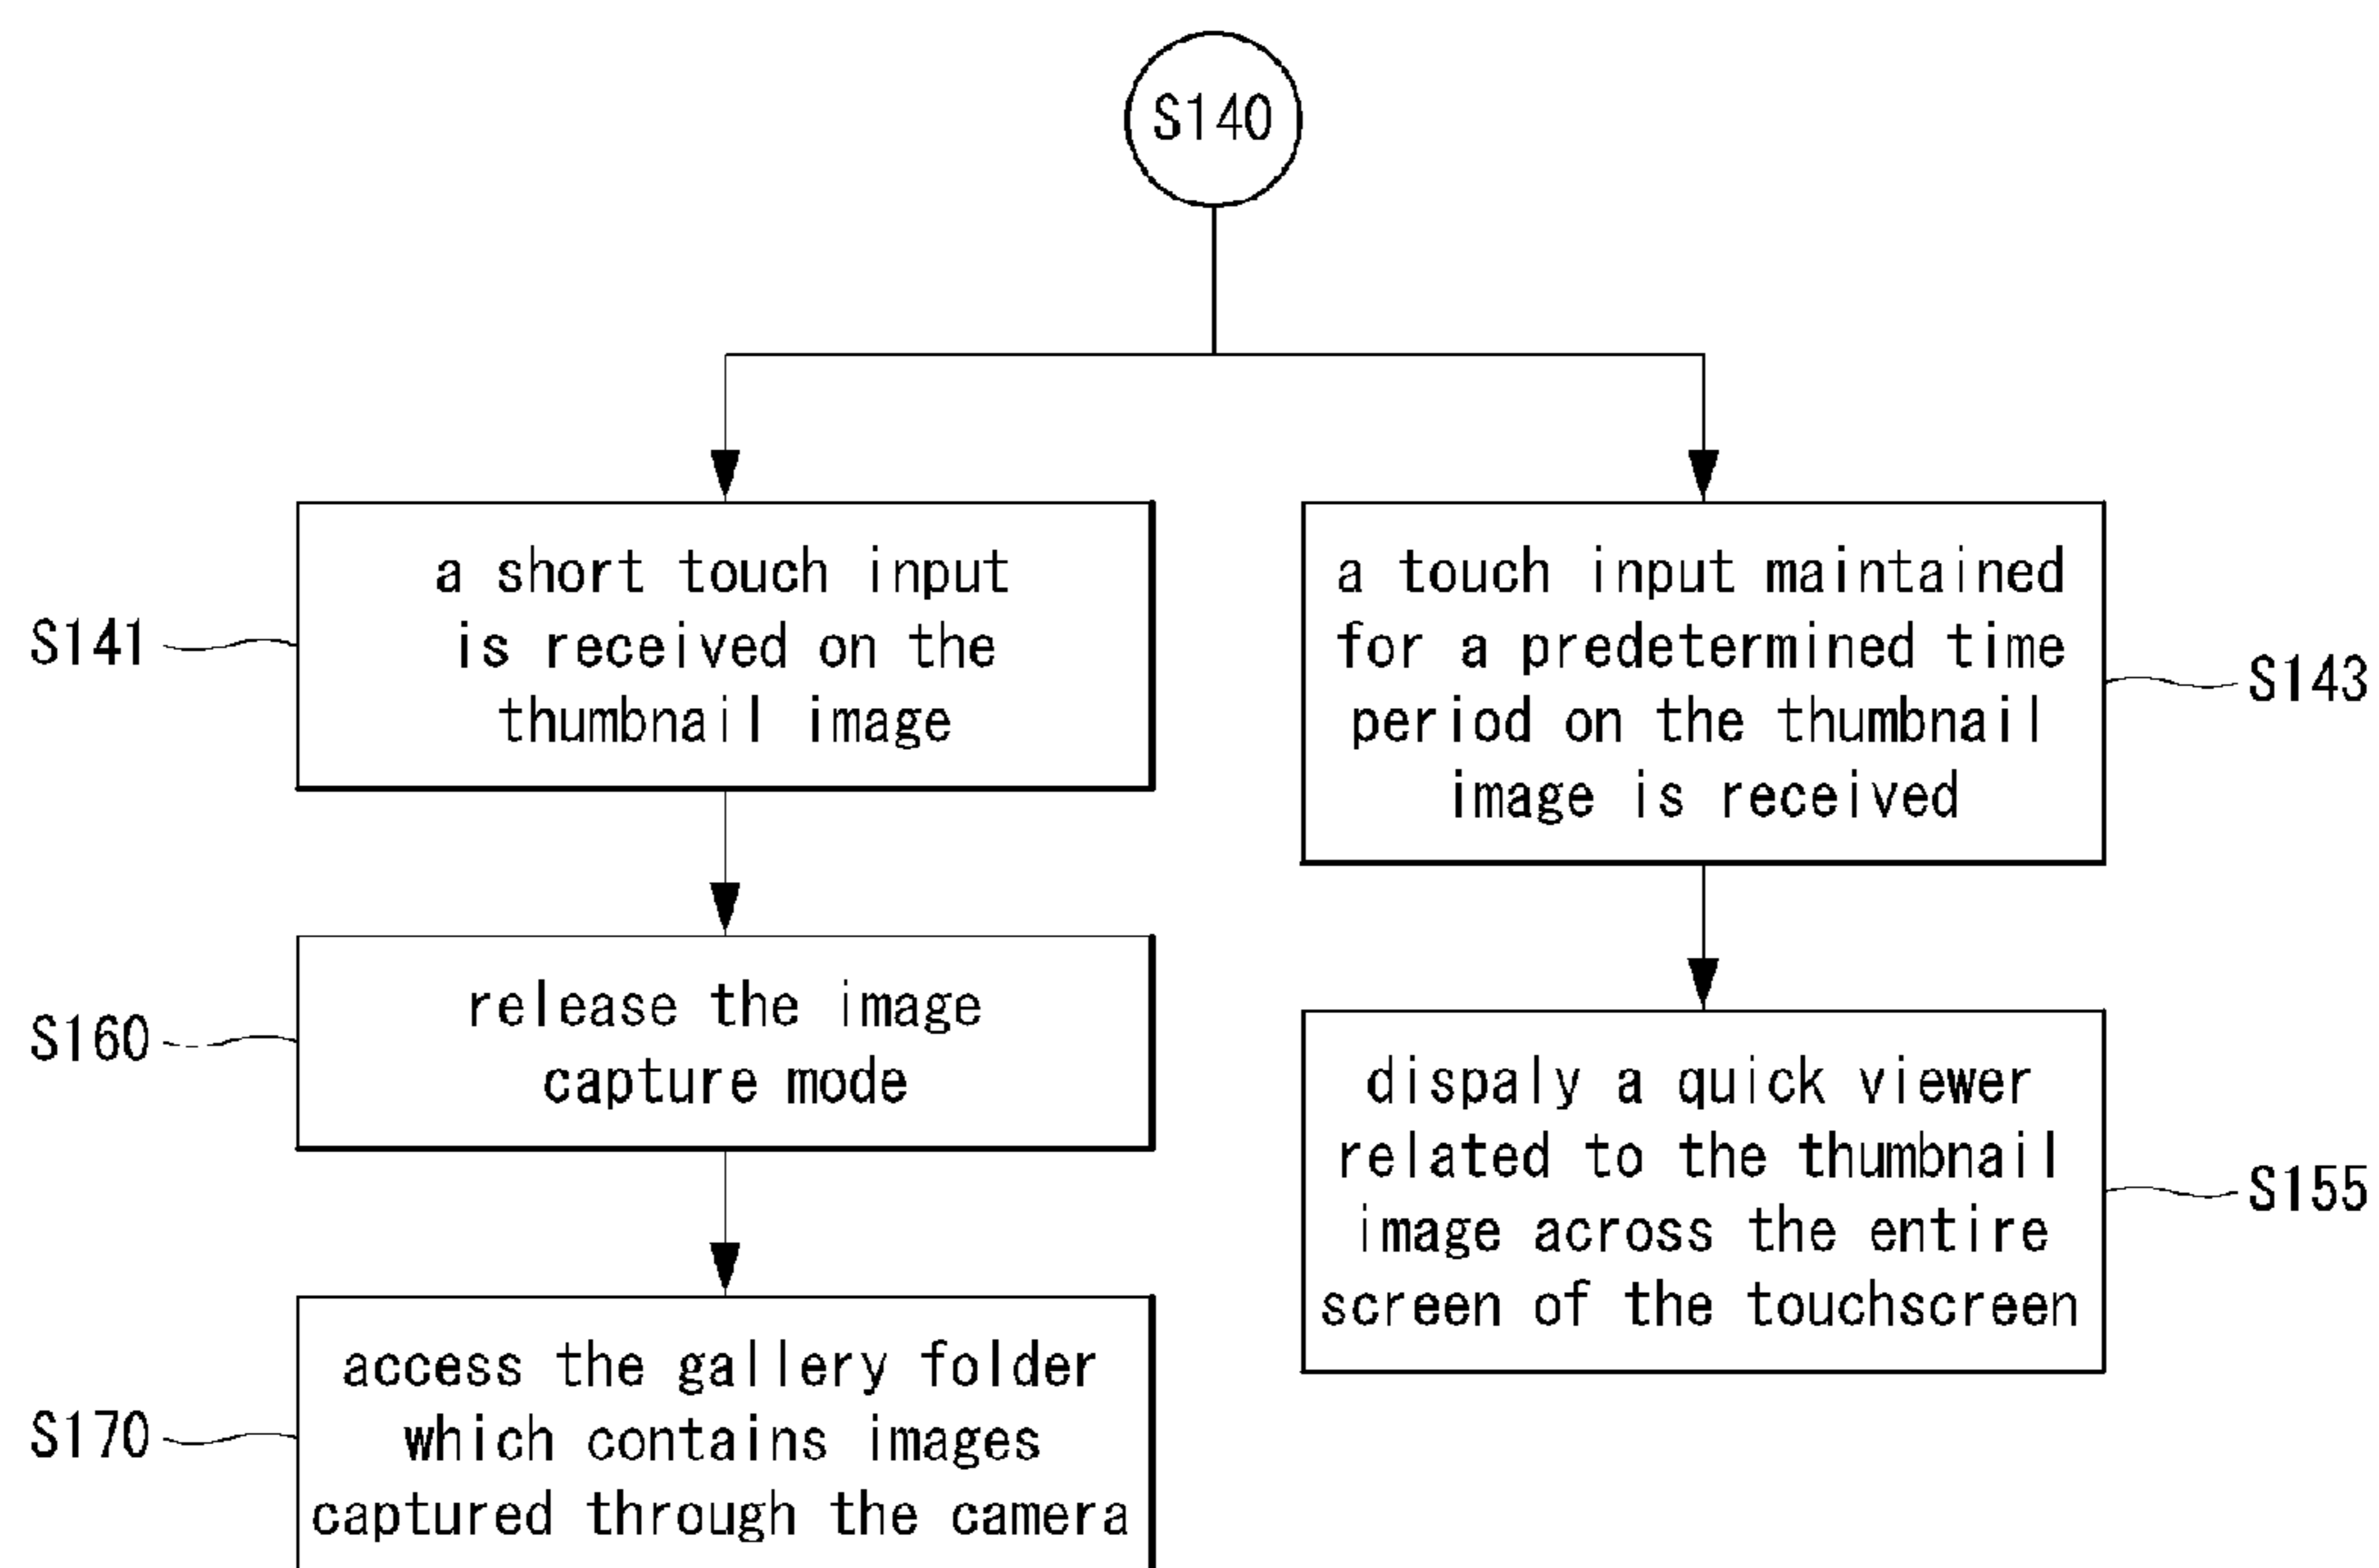 S140
S141
a short touch input
is received on the
thumbnail image
a touch input maintained
for a predetermined time
period on the thumbnail
image is received
S143
S160
release the image
capture mode
dispaly a quick viewer
related to the thumbnail
image across the entire
screen of the touchscreen
S155
S170
access the gallery folder
which contains images
captured through the camera